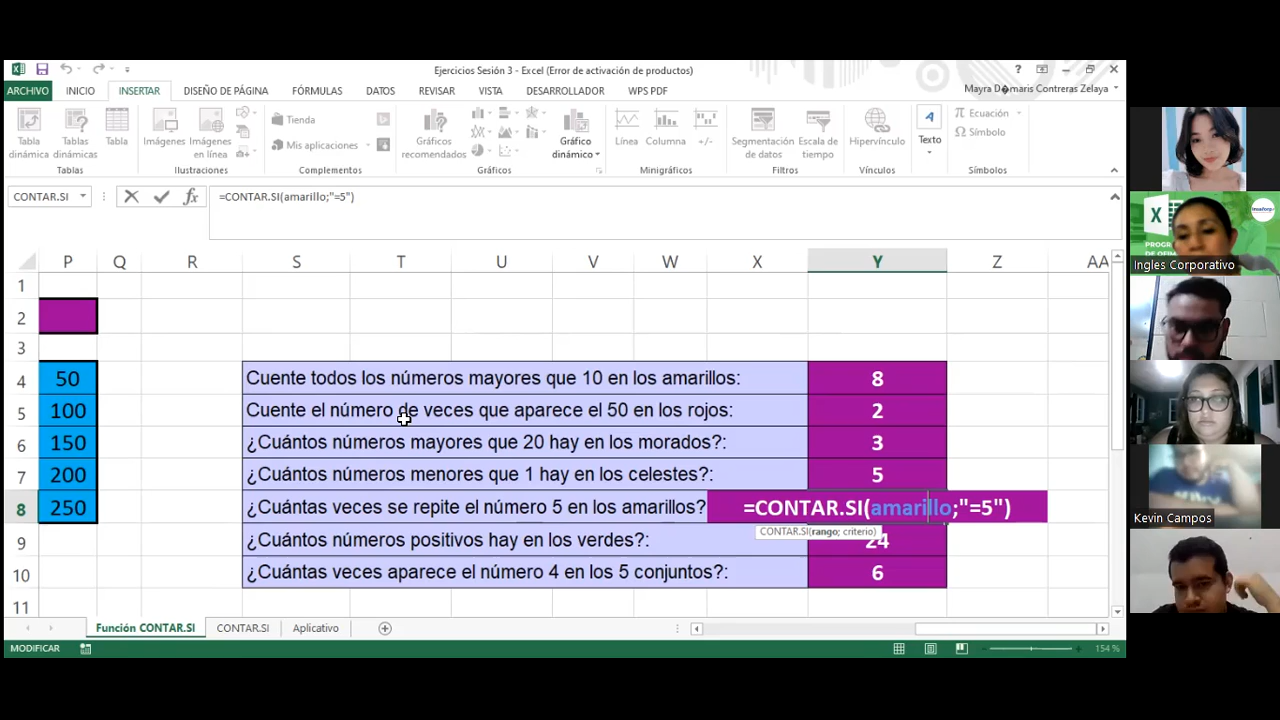 Ejercicios Sesión 3 - Excel (Error de activación de productos)
ARCHIVO INICIO INSERTAR DISEÑO DE PÁGINA FÓRMULAS DATOS REVISAR VISTA DESARROLLADOR WPS PDF
Mayra D�maris Contreras Zelaya
Tabla dinámica
Tablas dinámicas
Tabla
Imágenes
Imágenes en línea
Tienda
Mis aplicaciones
Gráficos recomendados
Gráfico dinámico
Línea
Columna
+/-
Segmentación de datos
Escala de tiempo
Hipervínculo
Texto
Ecuación
Símbolo
Tablas Ilustraciones Complementos Gráficos Minigráficos Filtros Vínculos Símbolos
CONTAR.SI fx =CONTAR.SI(amarillo;"=5")
P Q R S T U V W X Y Z AA
1
2
3
4 50 Cuente todos los números mayores que 10 en los amarillos: 8
5 100 Cuente el número de veces que aparece el 50 en los rojos: 2
6 150 ¿Cuántos números mayores que 20 hay en los morados?: 3
7 200 ¿Cuántos números menores que 1 hay en los celestes?: 5
8 250 ¿Cuántas veces se repite el número 5 en los amarillos? =CONTAR.SI(amarillo;"=5")
CONTAR.SI(rango; criterio)
9 ¿Cuántos números positivos hay en los verdes?: 24
10 ¿Cuántas veces aparece el número 4 en los 5 conjuntos?: 6
11
Función CONTAR.SI CONTAR.SI Aplicativo
MODIFICAR 154 %
Ingles Corporativo
Kevin Campos